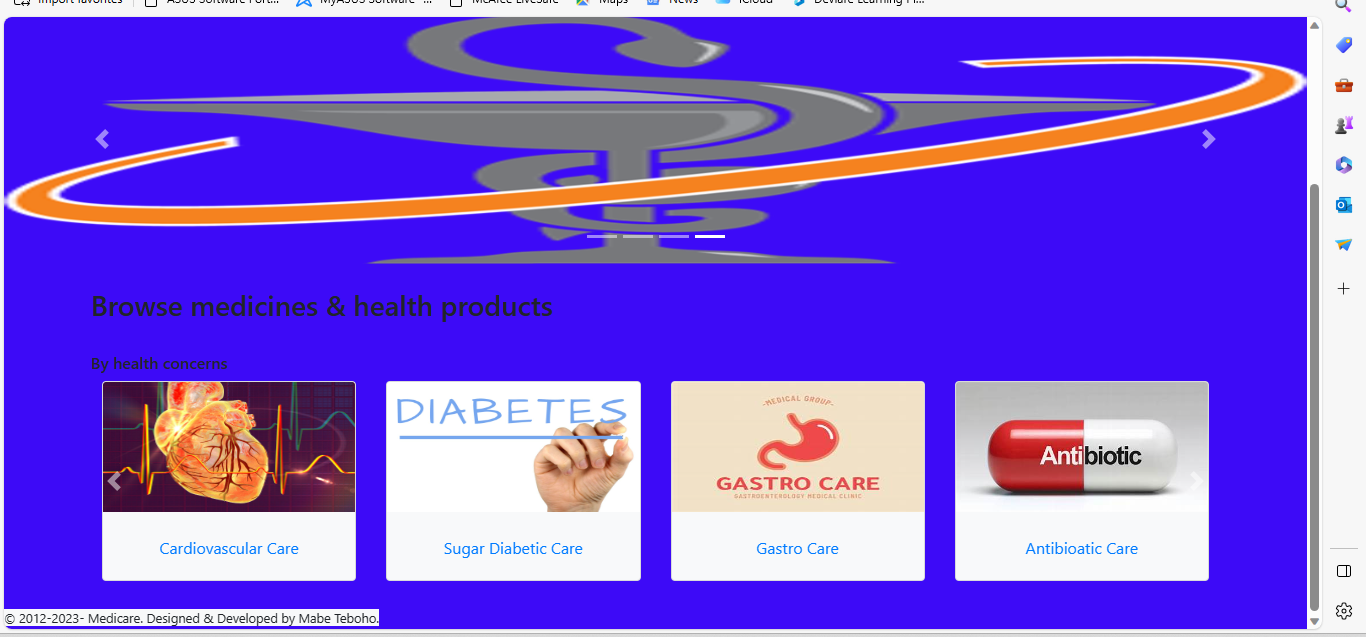 Import favorites
ASUS Software Port...
MyASUS Software -...
McAfee LiveSafe
Maps
News
iCloud
Deviare Learning Pl...
Browse medicines & health products
By health concerns
DIABETES
-MEDICAL GROUP-
GASTRO CARE
GASTROENTEROLOGY MEDICAL CLINIC
Antibiotic
Cardiovascular Care
Sugar Diabetic Care
Gastro Care
Antibioatic Care
© 2012-2023- Medicare. Designed & Developed by Mabe Teboho.